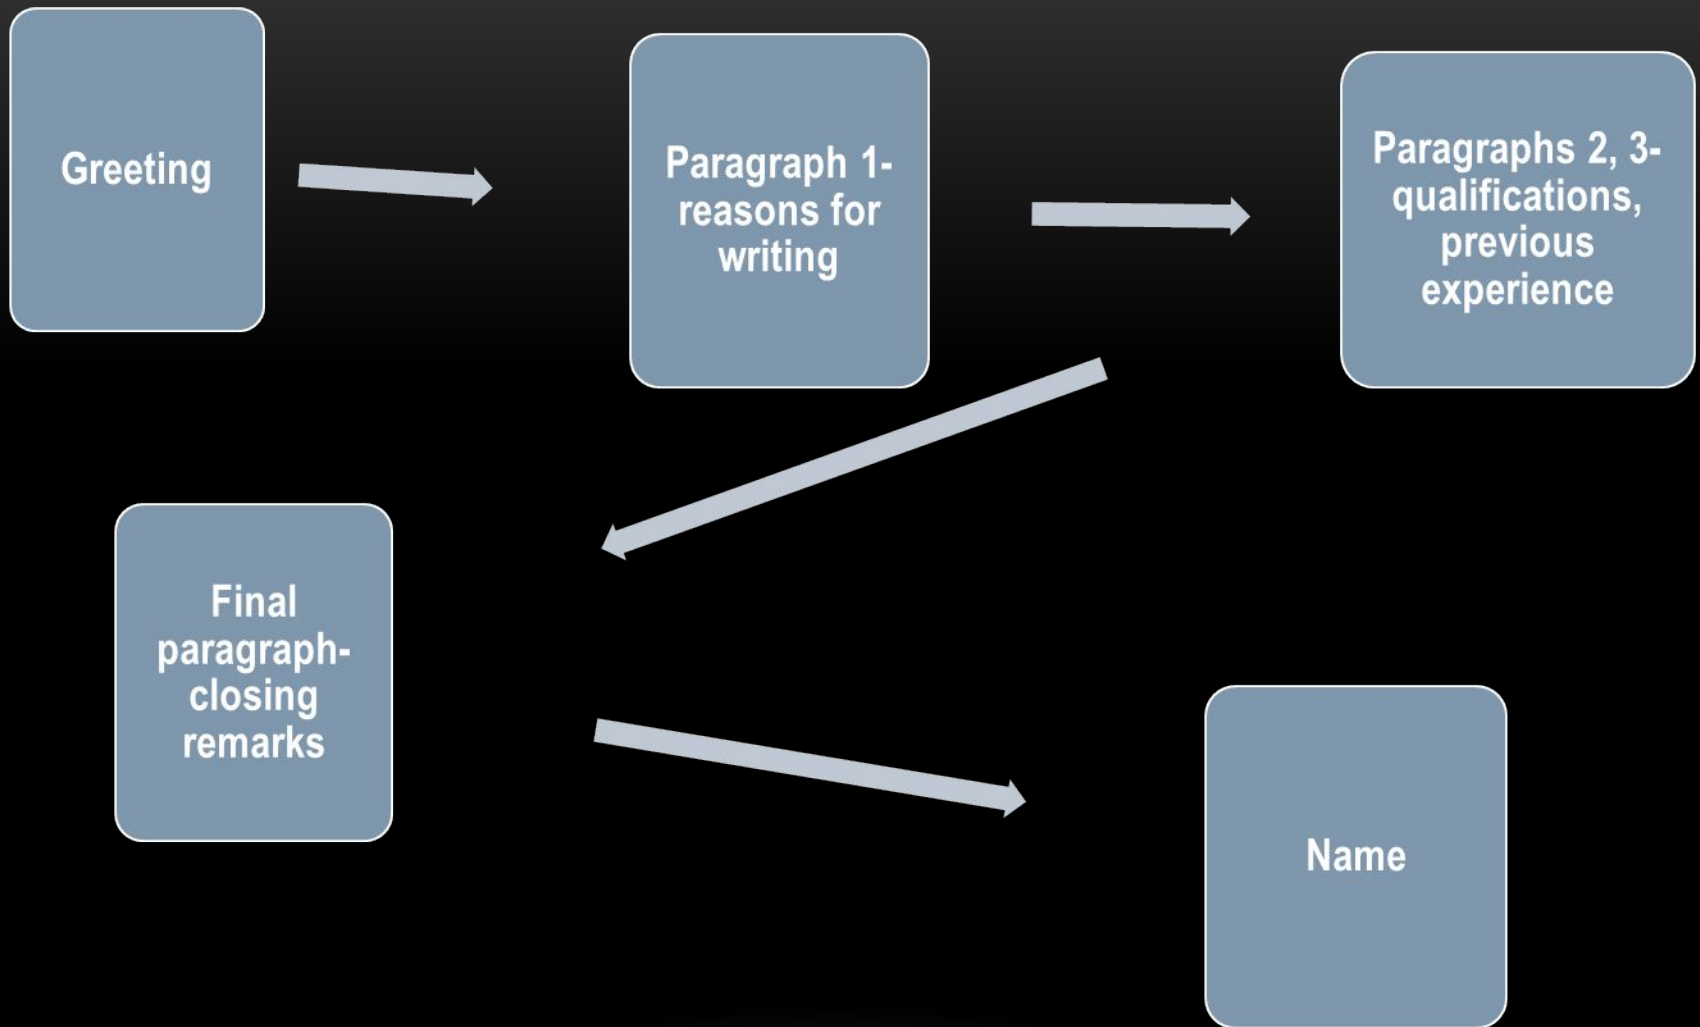 Greeting
Paragraph 1-
reasons for
writing
Paragraphs 2, 3-
qualifications,
previous
experience
Final
paragraph-
closing
remarks
Name